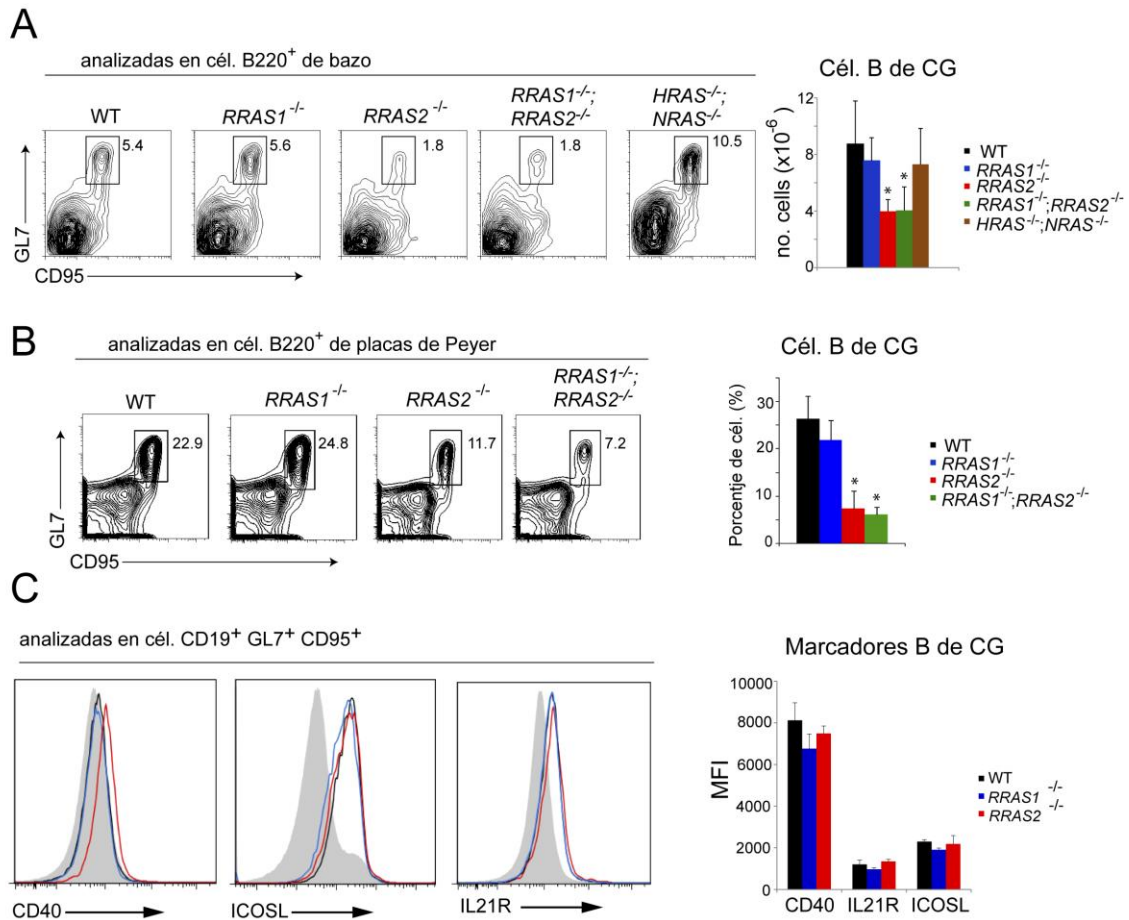 A
analizadas en cél. B220⁺ de bazo
WT
RRAS1⁻/⁻
RRAS2⁻/⁻
RRAS1⁻/⁻;
RRAS2⁻/⁻
HRAS⁻/⁻;
NRAS⁻/⁻
5.4
5.6
1.8
1.8
10.5
GL7
CD95
Cél. B de CG
no. cells (x10⁻⁶)
12
8
4
0
* *
WT
RRAS1⁻/⁻
RRAS2⁻/⁻
RRAS1⁻/⁻;RRAS2⁻/⁻
HRAS⁻/⁻;NRAS⁻/⁻
B
analizadas en cél. B220⁺ de placas de Peyer
WT
RRAS1⁻/⁻
RRAS2⁻/⁻
RRAS1⁻/⁻;
RRAS2⁻/⁻
22.9
24.8
11.7
7.2
GL7
CD95
Cél. B de CG
Porcentje de cél. (%)
30
20
10
0
* *
WT
RRAS1⁻/⁻
RRAS2⁻/⁻
RRAS1⁻/⁻;RRAS2⁻/⁻
C
analizadas en cél. CD19⁺ GL7⁺ CD95⁺
CD40
ICOSL
IL21R
Marcadores B de CG
MFI
10000
8000
6000
4000
2000
0
CD40 IL21R ICOSL
WT
RRAS1 ⁻/⁻
RRAS2 ⁻/⁻